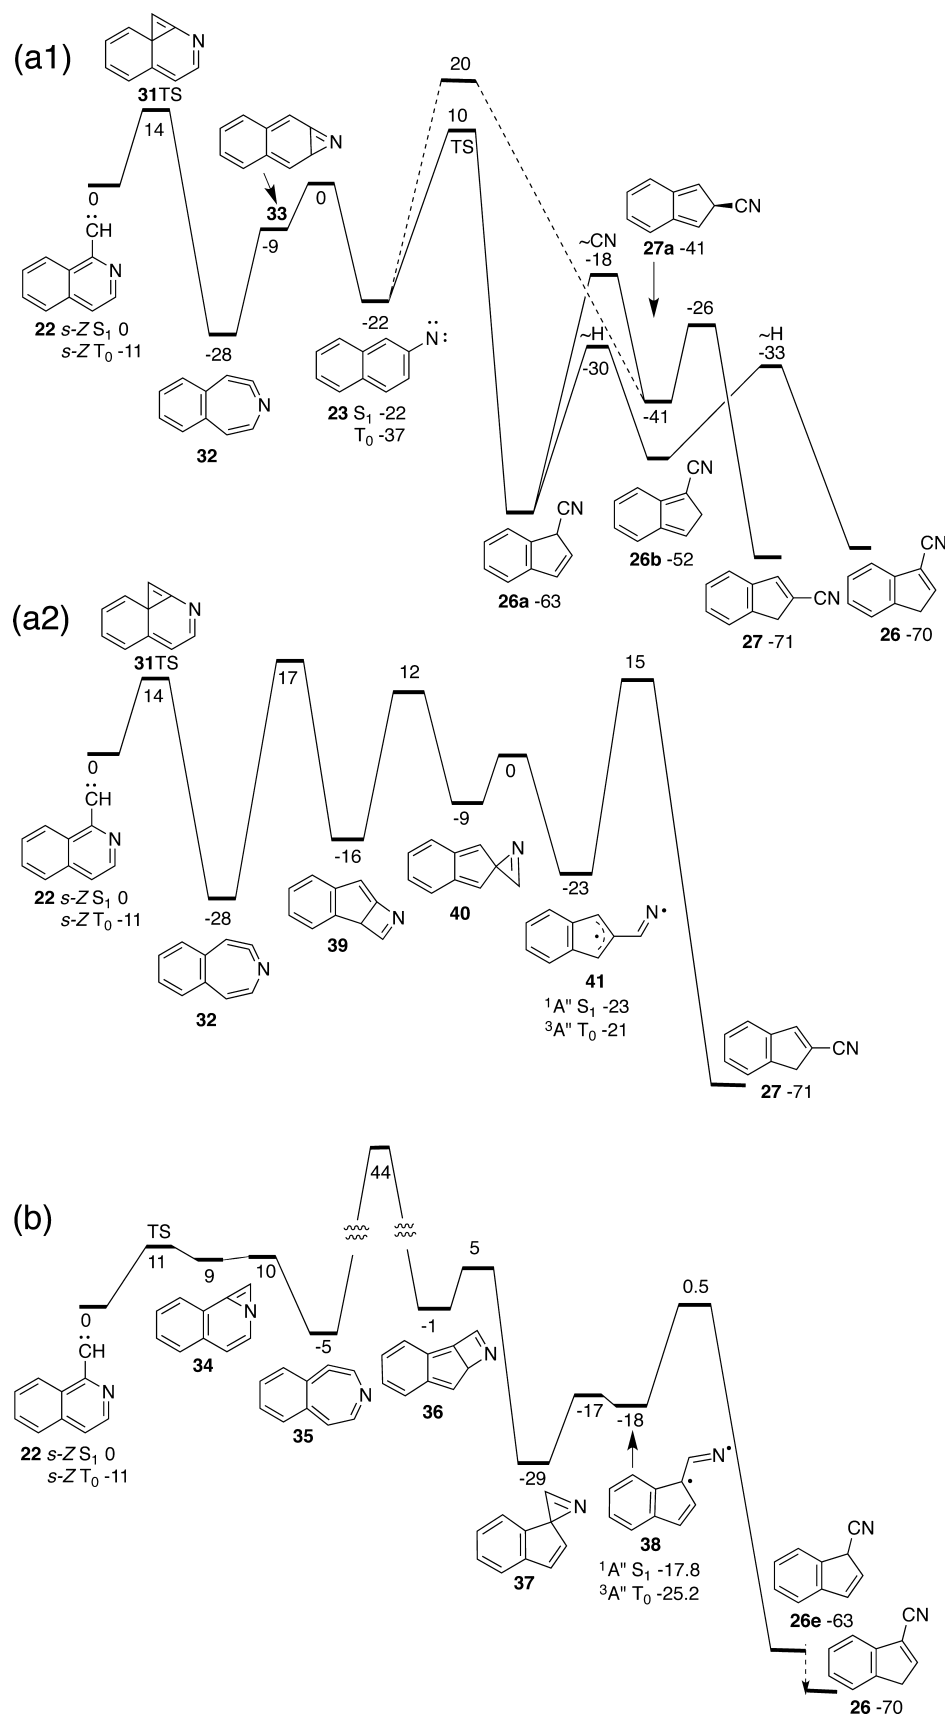 (a1)
31TS
14
0
CH
N
22 s-Z S1 0
s-Z T0 -11
-28
N
32
N
33
-9
0
-22
N
23 S1 -22
T0 -37
20
10
TS
CN
26a -63
~CN
-18
~H
-30
CN
27a -41
-41
CN
26b -52
-26
~H
-33
CN
27 -71
CN
26 -70
(a2)
N
31TS
14
0
CH
N
22 s-Z S1 0
s-Z T0 -11
-28
N
32
17
-16
N
39
12
-9
N
40
0
-23
N
41
1A" S1 -23
3A" T0 -21
15
CN
27 -71
(b)
TS
11
0
CH
N
22 s-Z S1 0
s-Z T0 -11
9
N
34
10
-5
N
35
44
-1
N
36
5
-29
N
37
-17
-18
N
38
1A" S1 -17.8
3A" T0 -25.2
0.5
CN
26e -63
CN
26 -70